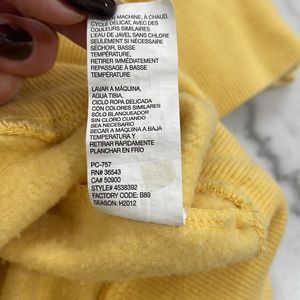 EN MACHINE, À CHAUD,
CYCLE DÉLICAT, AVEC DES
COULEURS SIMILAIRES
L'EAU DE JAVEL SANS CHLORE
SEULEMENT SI NÉCESSAIRE
SÉCHOIR, BASSE
TEMPÉRATURE,
RETIRER IMMÉDIATEMENT
REPASSAGE À BASSE
TEMPÉRATURE
LAVAR A MÁQUINA,
AGUA TIBIA,
CICLO ROPA DELICADA
CON COLORES SIMILARES
SÓLO BLANQUEADOR
SIN CLORO CUANDO
SEA NECESARIO
SECAR A MÁQUINA A BAJA
TEMPERATURA Y
RETIRAR RÁPIDAMENTE
PLANCHAR EN FRÍO
PC-757
RN# 36543
CA# 50900
STYLE# 4538392
FACTORY CODE: B89
SEASON: H2012